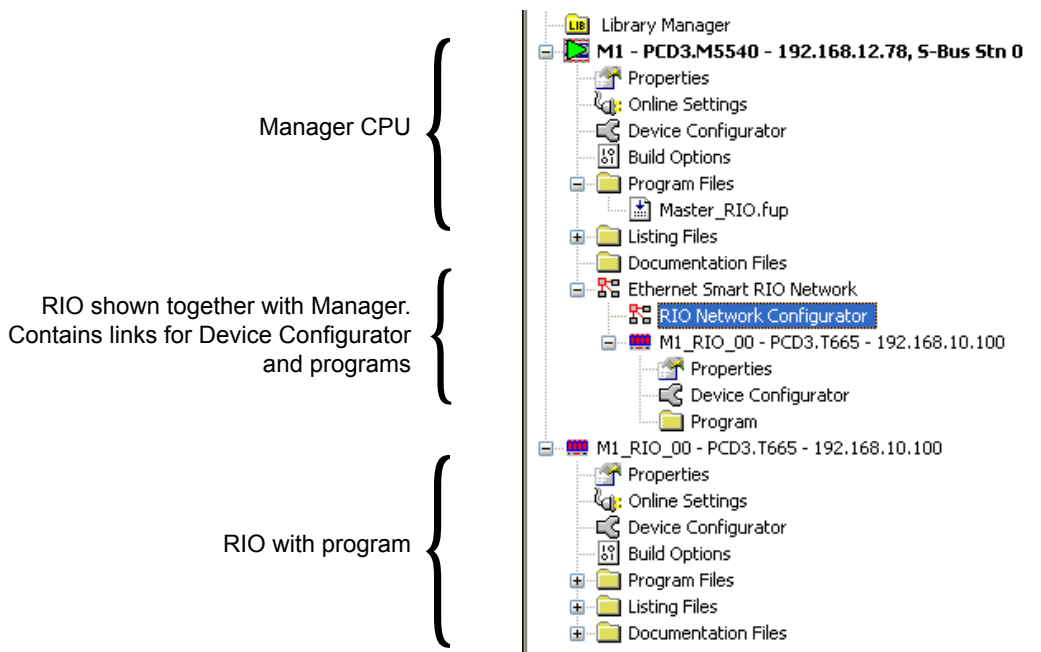 LIB Library Manager
M1 - PCD3.M5540 - 192.168.12.78, S-Bus Stn 0
Properties
Online Settings
Device Configurator
Build Options
Program Files
Master_RIO.fup
Listing Files
Documentation Files
Ethernet Smart RIO Network
RIO Network Configurator
M1_RIO_00 - PCD3.T665 - 192.168.10.100
Properties
Device Configurator
Program
M1_RIO_00 - PCD3.T665 - 192.168.10.100
Properties
Online Settings
Device Configurator
Build Options
Program Files
Listing Files
Documentation Files
Manager CPU
RIO shown together with Manager.
Contains links for Device Configurator
and programs
RIO with program